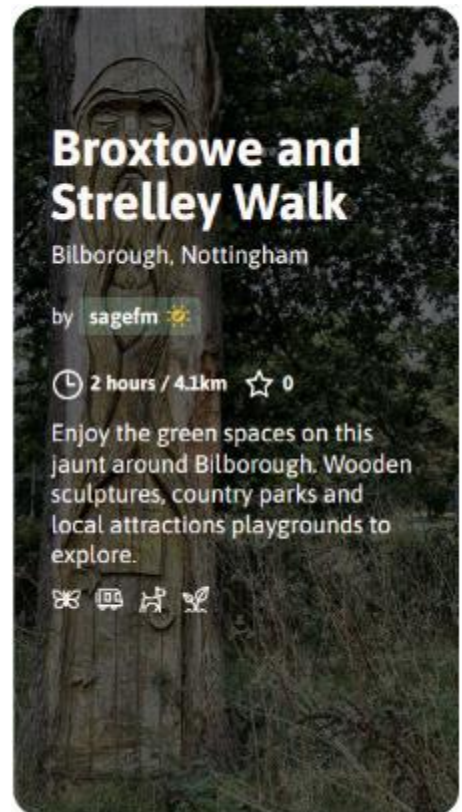 Broxtowe and
Strelley Walk
Bilborough, Nottingham
by sagefm
2 hours / 4.1km 0
Enjoy the green spaces on this
jaunt around Bilborough. Wooden
sculptures, country parks and
local attractions playgrounds to
explore.